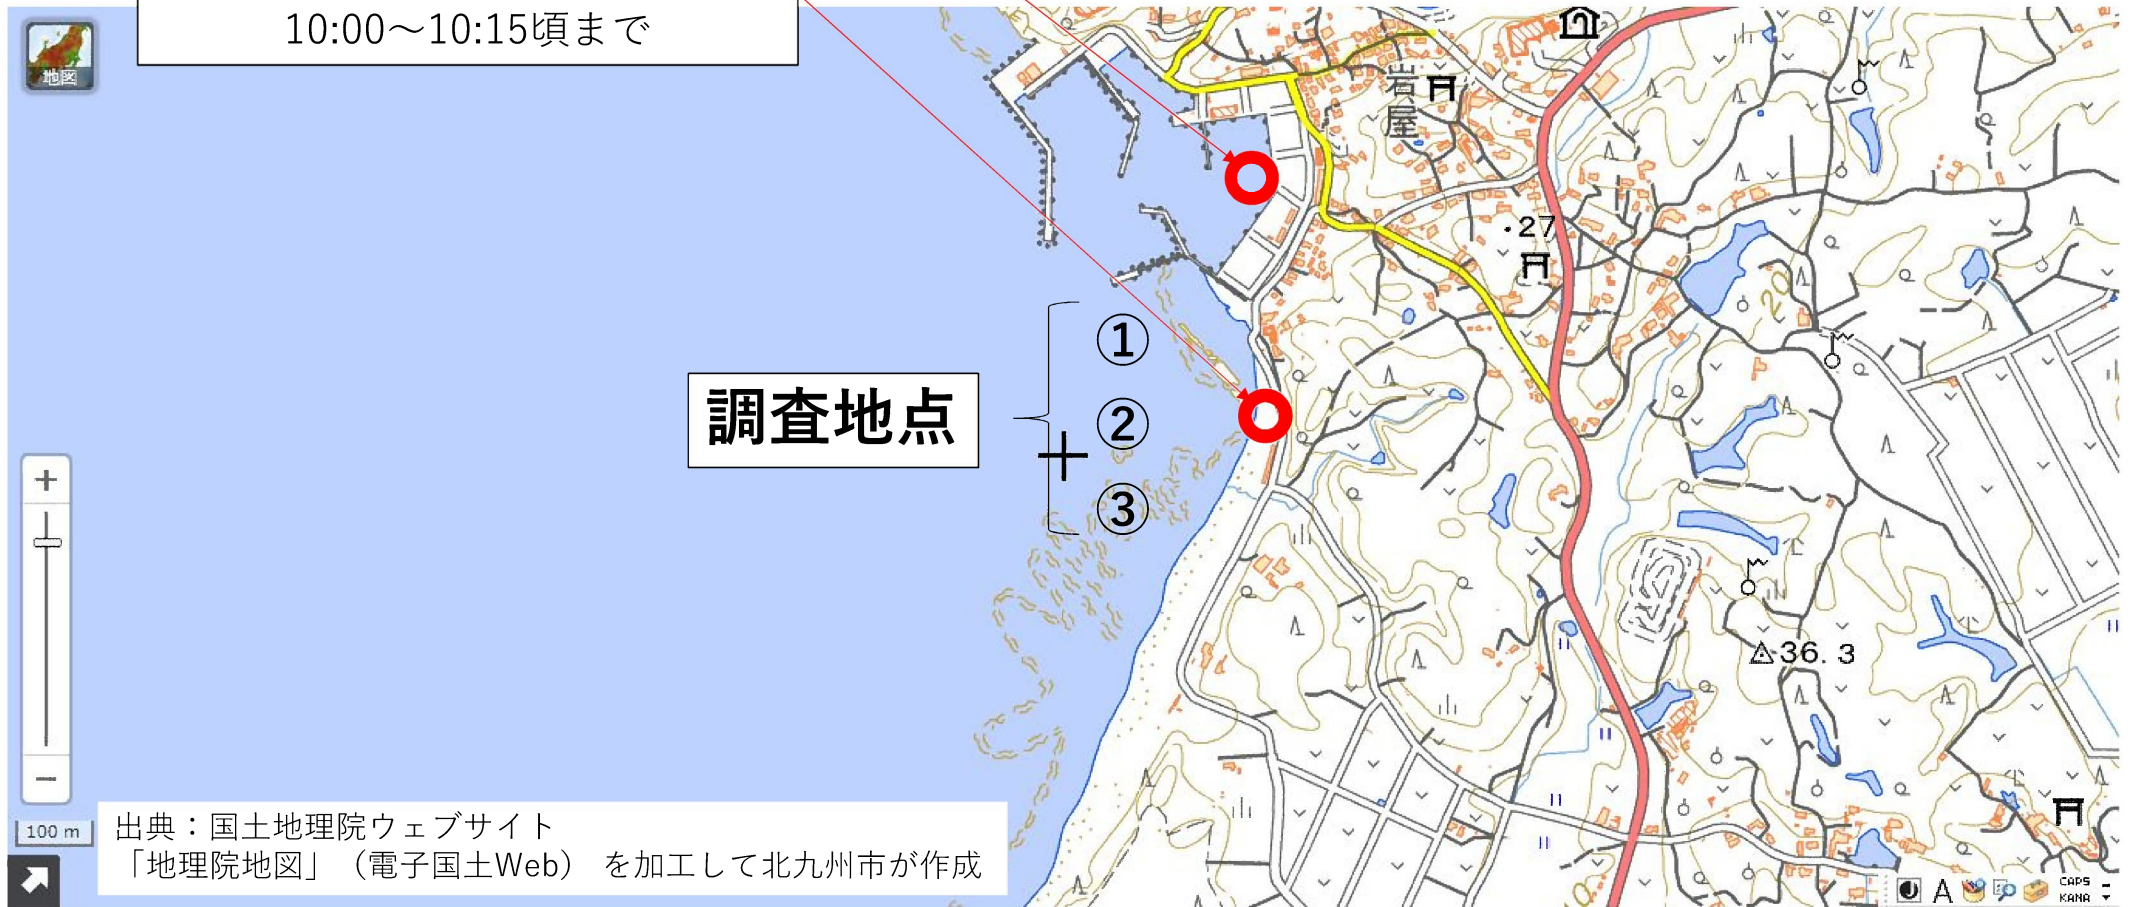 10:00～10:15頃まで
地図
岩屋
27
20
①
調査地点
②
③
36.3
100 m
出典：国土地理院ウェブサイト
「地理院地図」（電子国土Web） を加工して北九州市が作成
A
CAPS
KANA